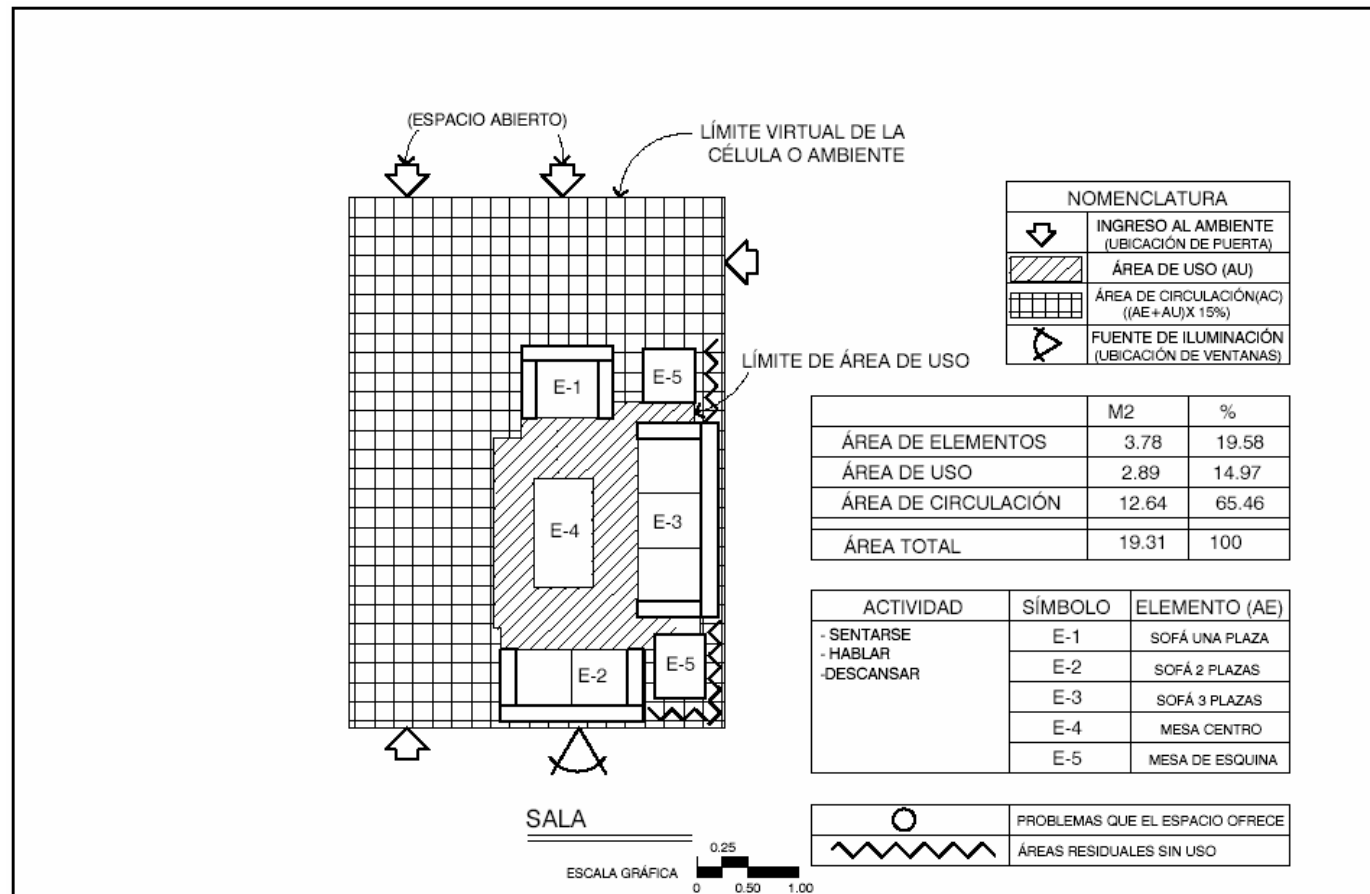 (ESPACIO ABIERTO)
LÍMITE VIRTUAL DE LA
CÉLULA O AMBIENTE
NOMENCLATURA
INGRESO AL AMBIENTE
(UBICACIÓN DE PUERTA)
ÁREA DE USO (AU)
ÁREA DE CIRCULACIÓN(AC)
((AE+AU)X 15%)
FUENTE DE ILUMINACIÓN
(UBICACIÓN DE VENTANAS)
LÍMITE DE ÁREA DE USO
E-1
E-5
E-4
E-3
E-2
E-5
M2 %
ÁREA DE ELEMENTOS 3.78 19.58
ÁREA DE USO 2.89 14.97
ÁREA DE CIRCULACIÓN 12.64 65.46
ÁREA TOTAL 19.31 100
ACTIVIDAD SÍMBOLO ELEMENTO (AE)
- SENTARSE
- HABLAR
-DESCANSAR
E-1 SOFÁ UNA PLAZA
E-2 SOFÁ 2 PLAZAS
E-3 SOFÁ 3 PLAZAS
E-4 MESA CENTRO
E-5 MESA DE ESQUINA
PROBLEMAS QUE EL ESPACIO OFRECE
ÁREAS RESIDUALES SIN USO
SALA
ESCALA GRÁFICA
0.25
0 0.50 1.00